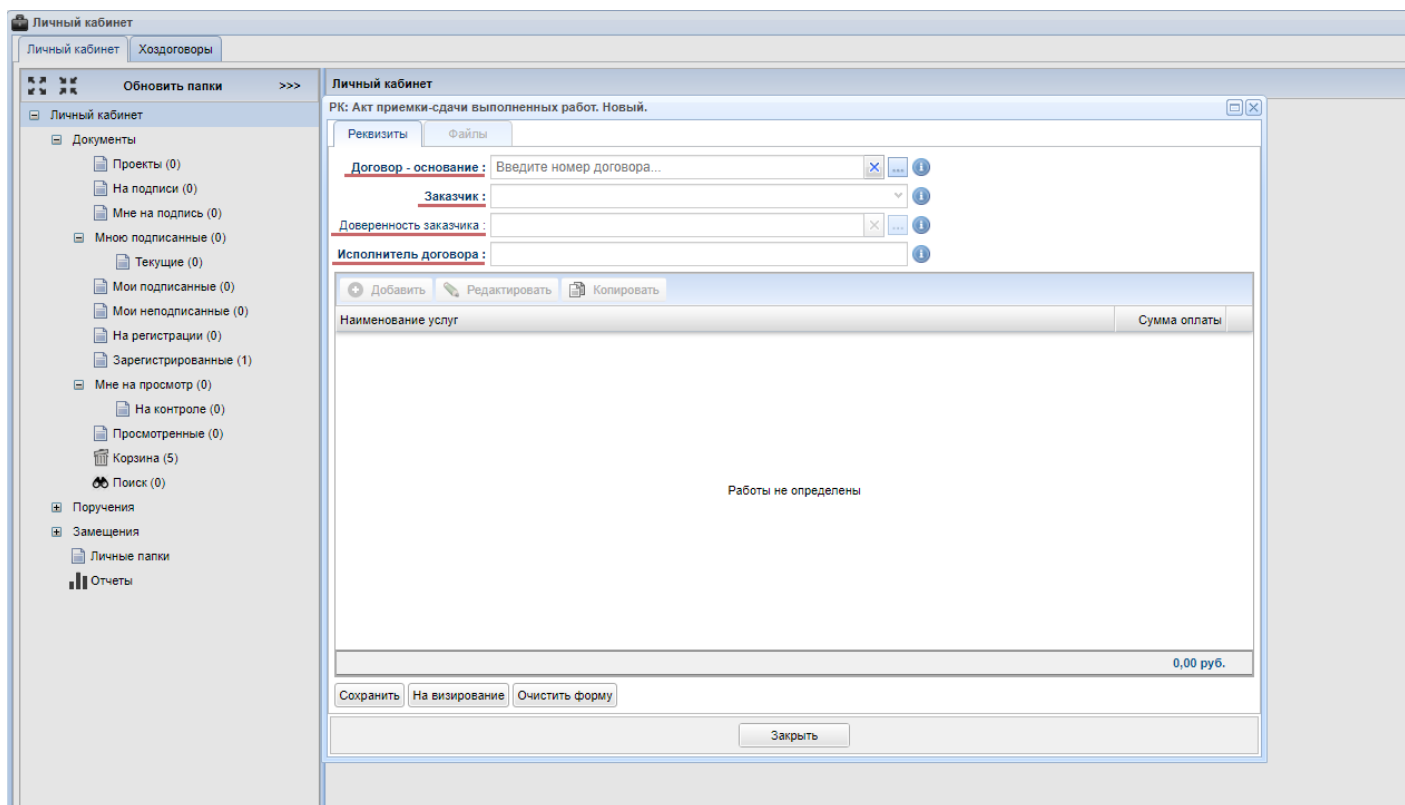 Личный кабинет
Личный кабинет Хоздоговоры
Обновить папки >>>
Личный кабинет
Документы
Проекты (0)
На подписи (0)
Мне на подпись (0)
Мною подписанные (0)
Текущие (0)
Мои подписанные (0)
Мои неподписанные (0)
На регистрации (0)
Зарегистрированные (1)
Мне на просмотр (0)
На контроле (0)
Просмотренные (0)
Корзина (5)
Поиск (0)
Поручения
Замещения
Личные папки
Отчеты
Личный кабинет
РК: Акт приемки-сдачи выполненных работ. Новый.
Реквизиты Файлы
Договор - основание : Введите номер договора... ...
Заказчик :
Доверенность заказчика : ...
Исполнитель договора :
Добавить Редактировать Копировать
Наименование услуг Сумма оплаты
Работы не определены
0,00 руб.
Сохранить На визирование Очистить форму
Закрыть